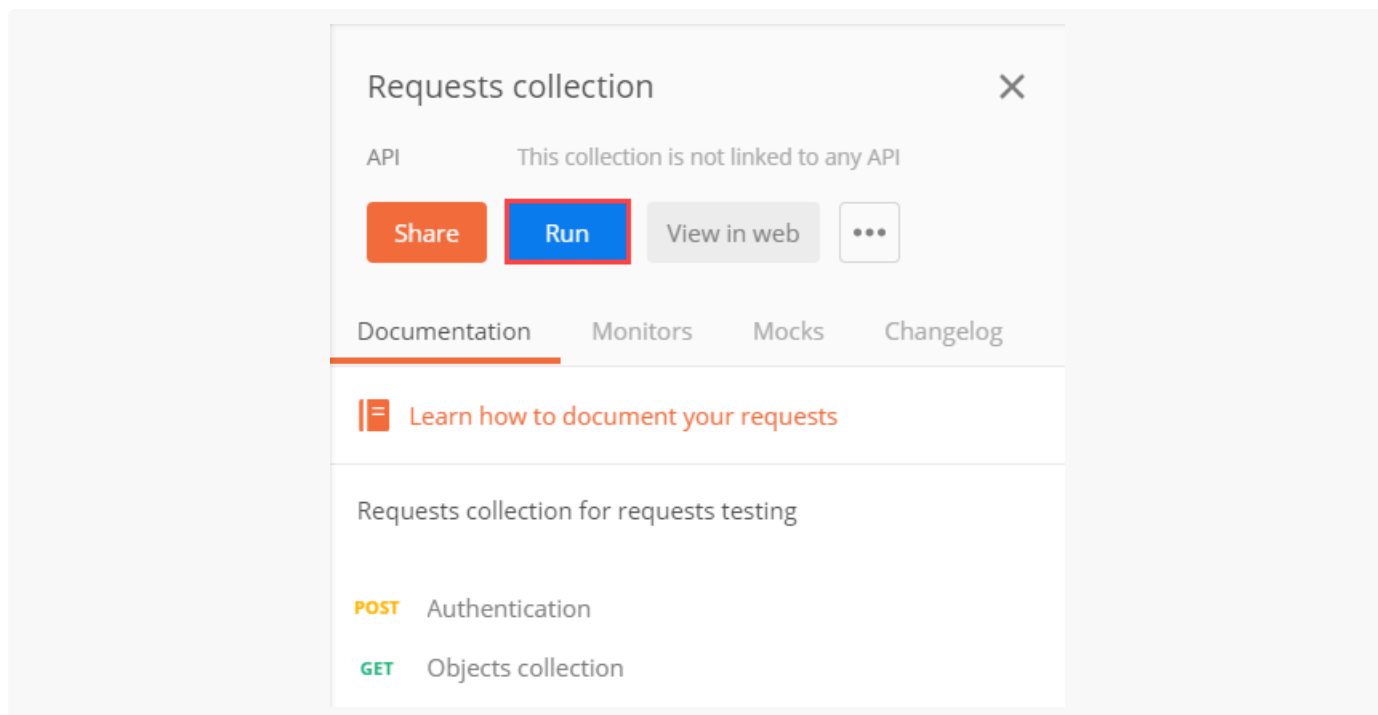 Requests collection
API This collection is not linked to any API
Share Run View in web
Documentation Monitors Mocks Changelog
Learn how to document your requests
Requests collection for requests testing
POST Authentication
GET Objects collection